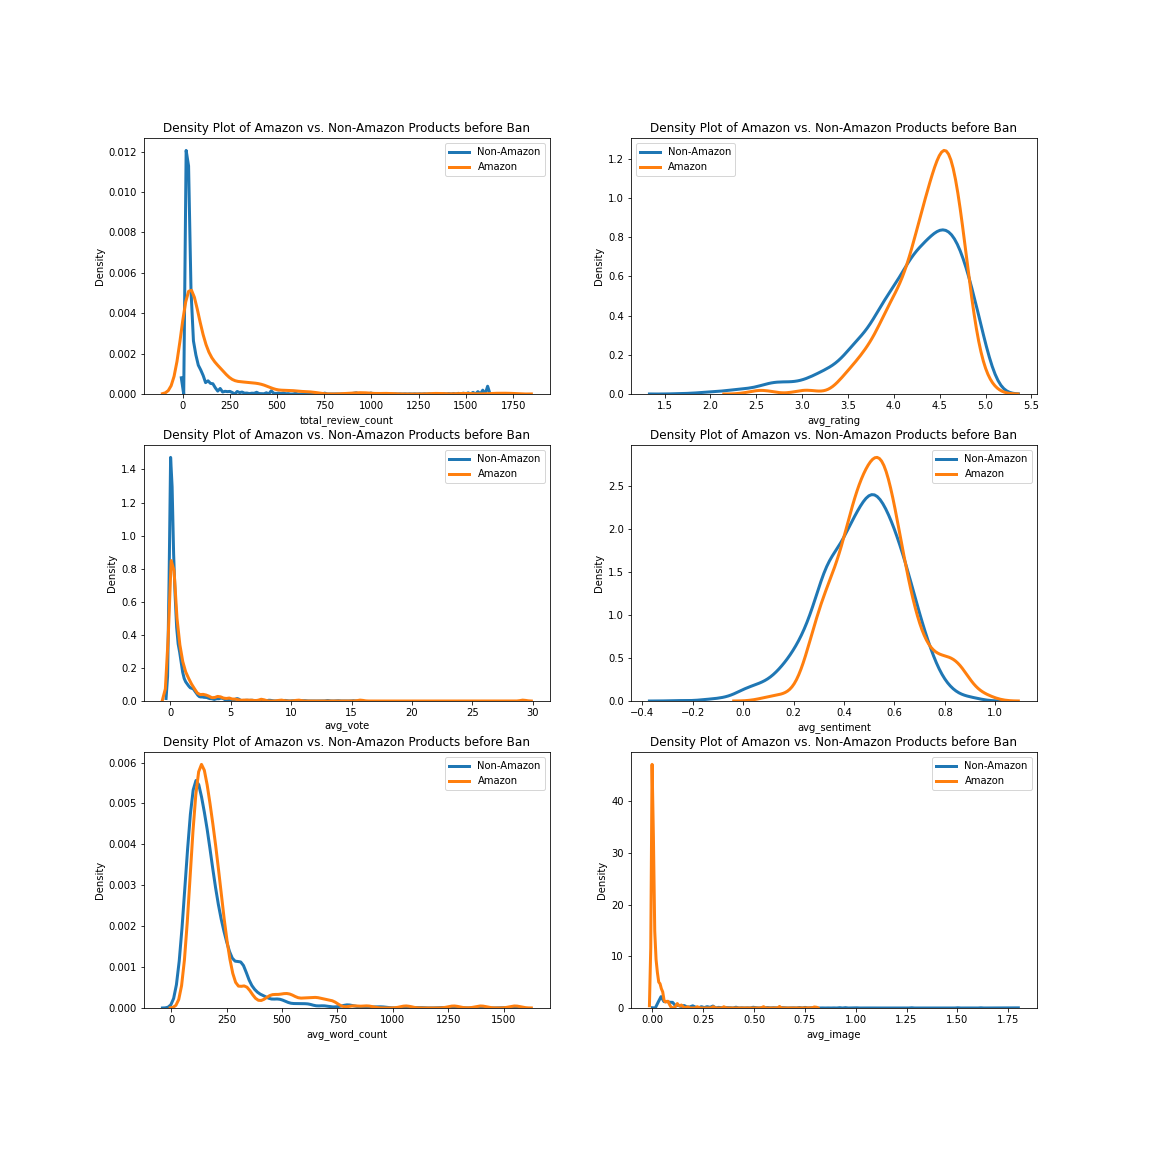 Density Plot of Amazon vs. Non-Amazon Products before Ban
Non-Amazon
Amazon
0.012
0.010
0.008
0.006
0.004
0.002
0.000
Density
0 250 500 750 1000 1250 1500 1750
total_review_count
Density Plot of Amazon vs. Non-Amazon Products before Ban
Non-Amazon
Amazon
1.2
1.0
0.8
0.6
0.4
0.2
0.0
Density
1.5 2.0 2.5 3.0 3.5 4.0 4.5 5.0 5.5
avg_rating
Density Plot of Amazon vs. Non-Amazon Products before Ban
Non-Amazon
Amazon
1.4
1.2
1.0
0.8
0.6
0.4
0.2
0.0
Density
0 5 10 15 20 25 30
avg_vote
Density Plot of Amazon vs. Non-Amazon Products before Ban
Non-Amazon
Amazon
2.5
2.0
1.5
1.0
0.5
0.0
Density
−0.4 −0.2 0.0 0.2 0.4 0.6 0.8 1.0
avg_sentiment
Density Plot of Amazon vs. Non-Amazon Products before Ban
Non-Amazon
Amazon
0.006
0.005
0.004
0.003
0.002
0.001
0.000
Density
0 250 500 750 1000 1250 1500
avg_word_count
Density Plot of Amazon vs. Non-Amazon Products before Ban
Non-Amazon
Amazon
40
30
20
10
0
Density
0.00 0.25 0.50 0.75 1.00 1.25 1.50 1.75
avg_image